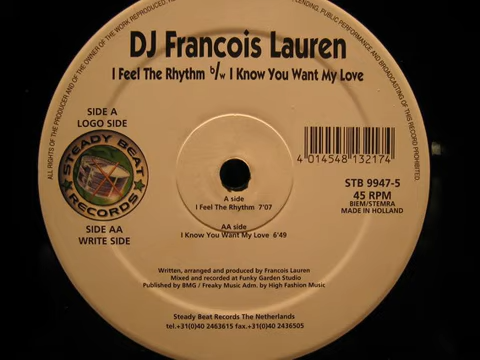 ALL RIGHTS OF THE PRODUCER AND OF THE OWNER OF THE WORK REPRODUCED
LENDING, PUBLIC PERFORMANCE AND BROADCASTING OF THIS RECORD PROHIBITED.
DJ Francois Lauren
I Feel The Rhythm b/w I Know You Want My Love
SIDE A
LOGO SIDE
STEADY BEAT
RECORDS
SIDE AA
WRITE SIDE
4 014548 132174
STB 9947-5
45 RPM
BIEM/STEMRA
MADE IN HOLLAND
A side
I Feel The Rhythm 7'07
AA side
I Know You Want My Love 6'49
Written, arranged and produced by Francois Lauren
Mixed and recorded at Funky Garden Studio
Published by BMG / Freaky Music Adm. by High Fashion Music
Steady Beat Records The Netherlands
tel.+31(0)40 2463615 fax.+31(0)40 2436505